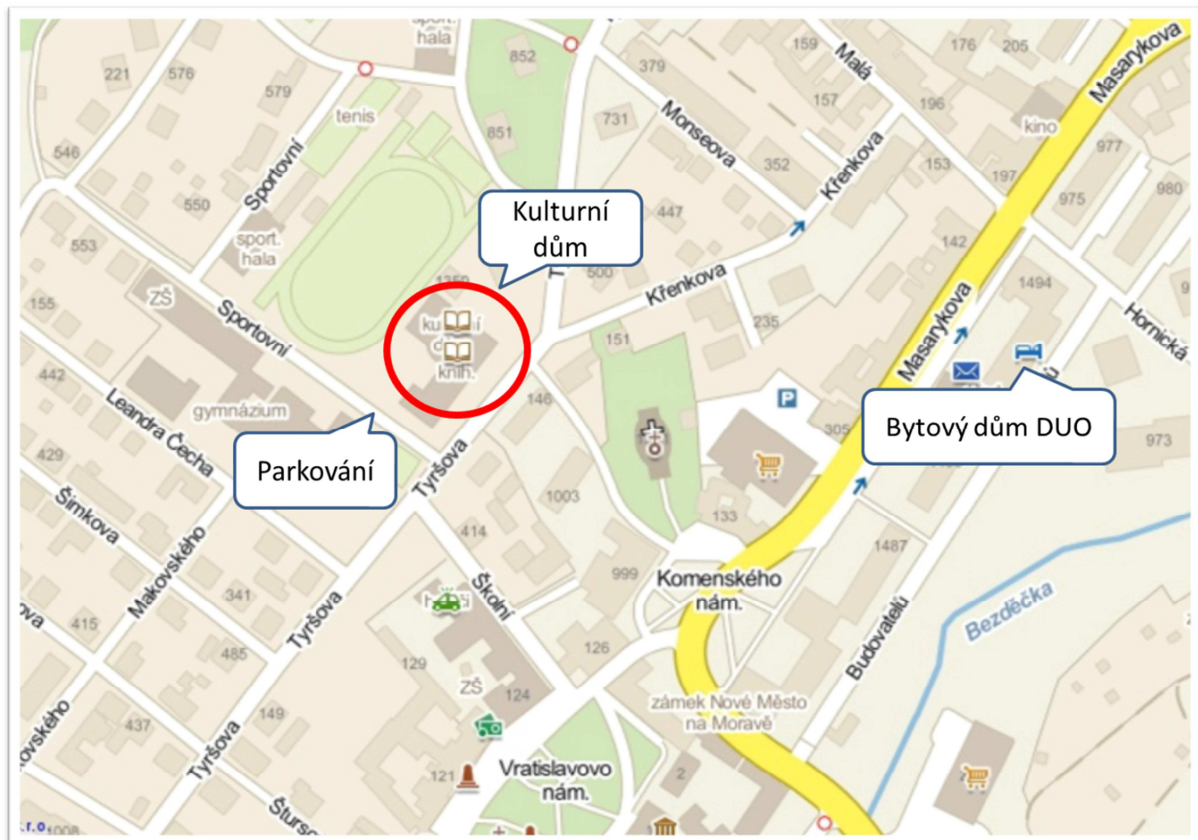 sport.
hala
852
159
Malá
176
205
Masarykova
221
576
579
379
157
196
tenis
851
731
Monseova
kino
546
Sportovní
352
Křenkova
153
977
197
975
980
550
447
Kulturní
dům
sport.
hala
553
500
142
1359
Křenkova
1494
ZŠ
155
Sportovní
knih.
151
235
Masarykova
Hornická
442
Leandra Čecha
gymnázium
146
P
305
Bytový dům DUO
973
Parkování
429
Tyršova
Šimkova
1003
133
414
1487
999
Komenského
nám.
Makovského
341
Školní
Budovatelů
Bezděčka
415
Tyršova
485
126
129
ZŠ
124
zámek Nové Město
na Moravě
437
149
Tyršova
121
Vratislavovo
nám.
2
1008